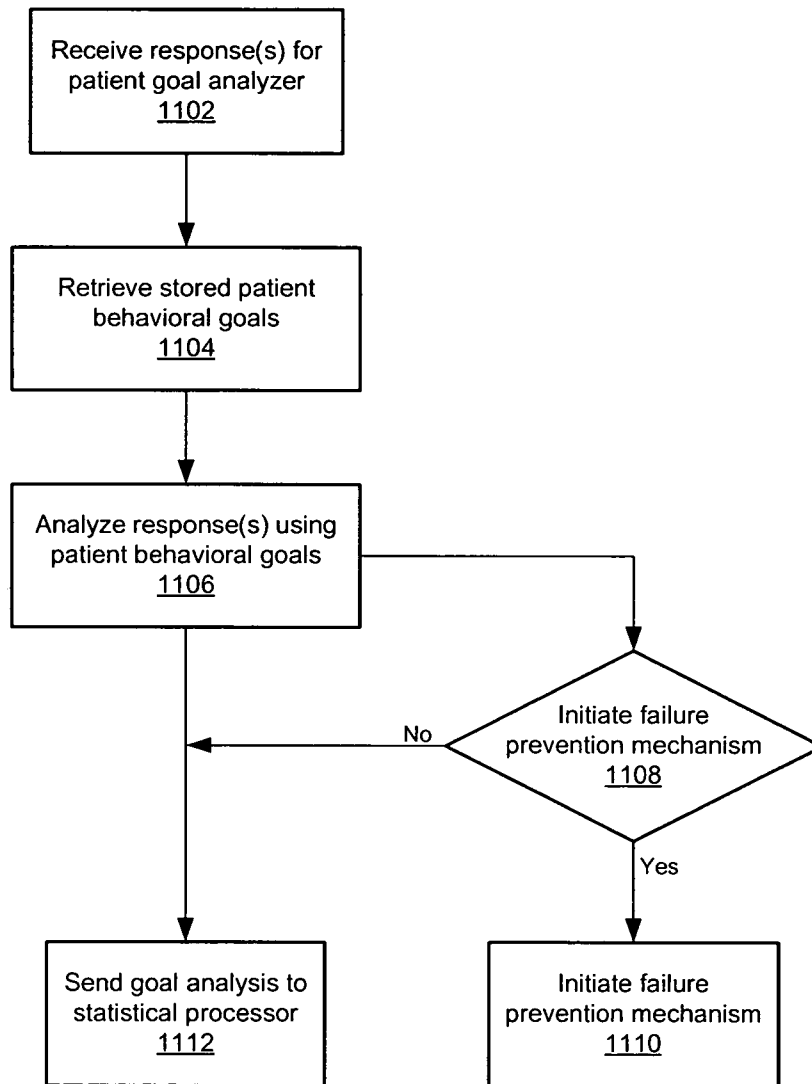 Receive response(s) for
patient goal analyzer
1102
Retrieve stored patient
behavioral goals
1104
Analyze response(s) using
patient behavioral goals
1106
Initiate failure
prevention mechanism
1108
No
Yes
Send goal analysis to
statistical processor
1112
Initiate failure
prevention mechanism
1110